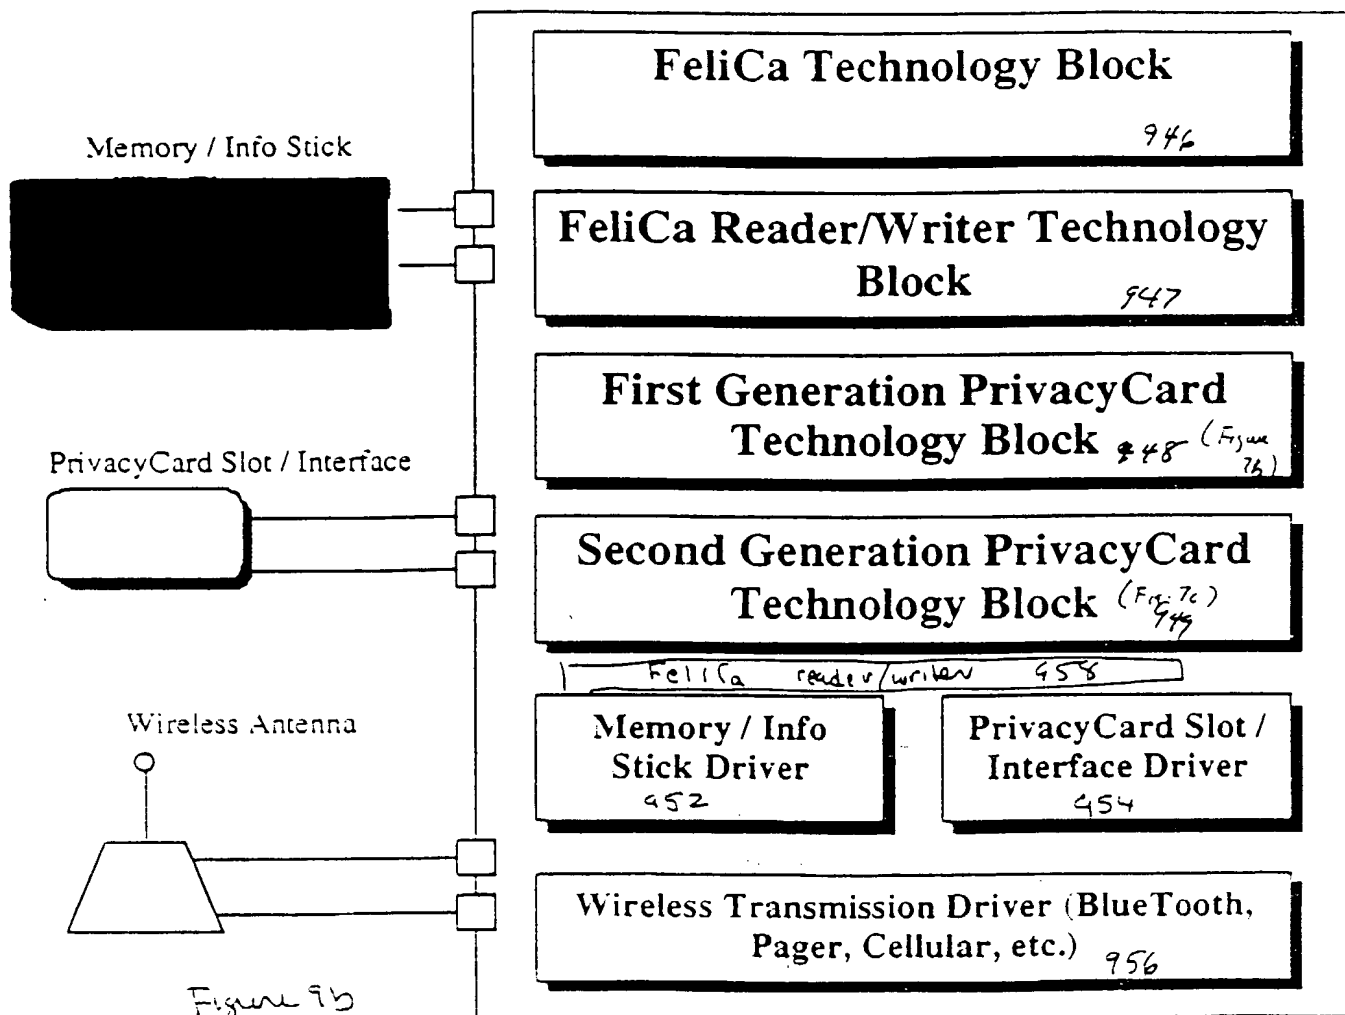 FeliCa Technology Block
946
Memory / Info Stick
FeliCa Reader/Writer Technology
Block 947
First Generation PrivacyCard
Technology Block 948 (Figure
7b)
PrivacyCard Slot / Interface
Second Generation PrivacyCard
Technology Block (Fig. 7c)
949
FeliCa reader/writer 958
Wireless Antenna
Memory / Info
Stick Driver
952
PrivacyCard Slot /
Interface Driver
954
Wireless Transmission Driver (BlueTooth,
Pager, Cellular, etc.) 956
Figure 9b